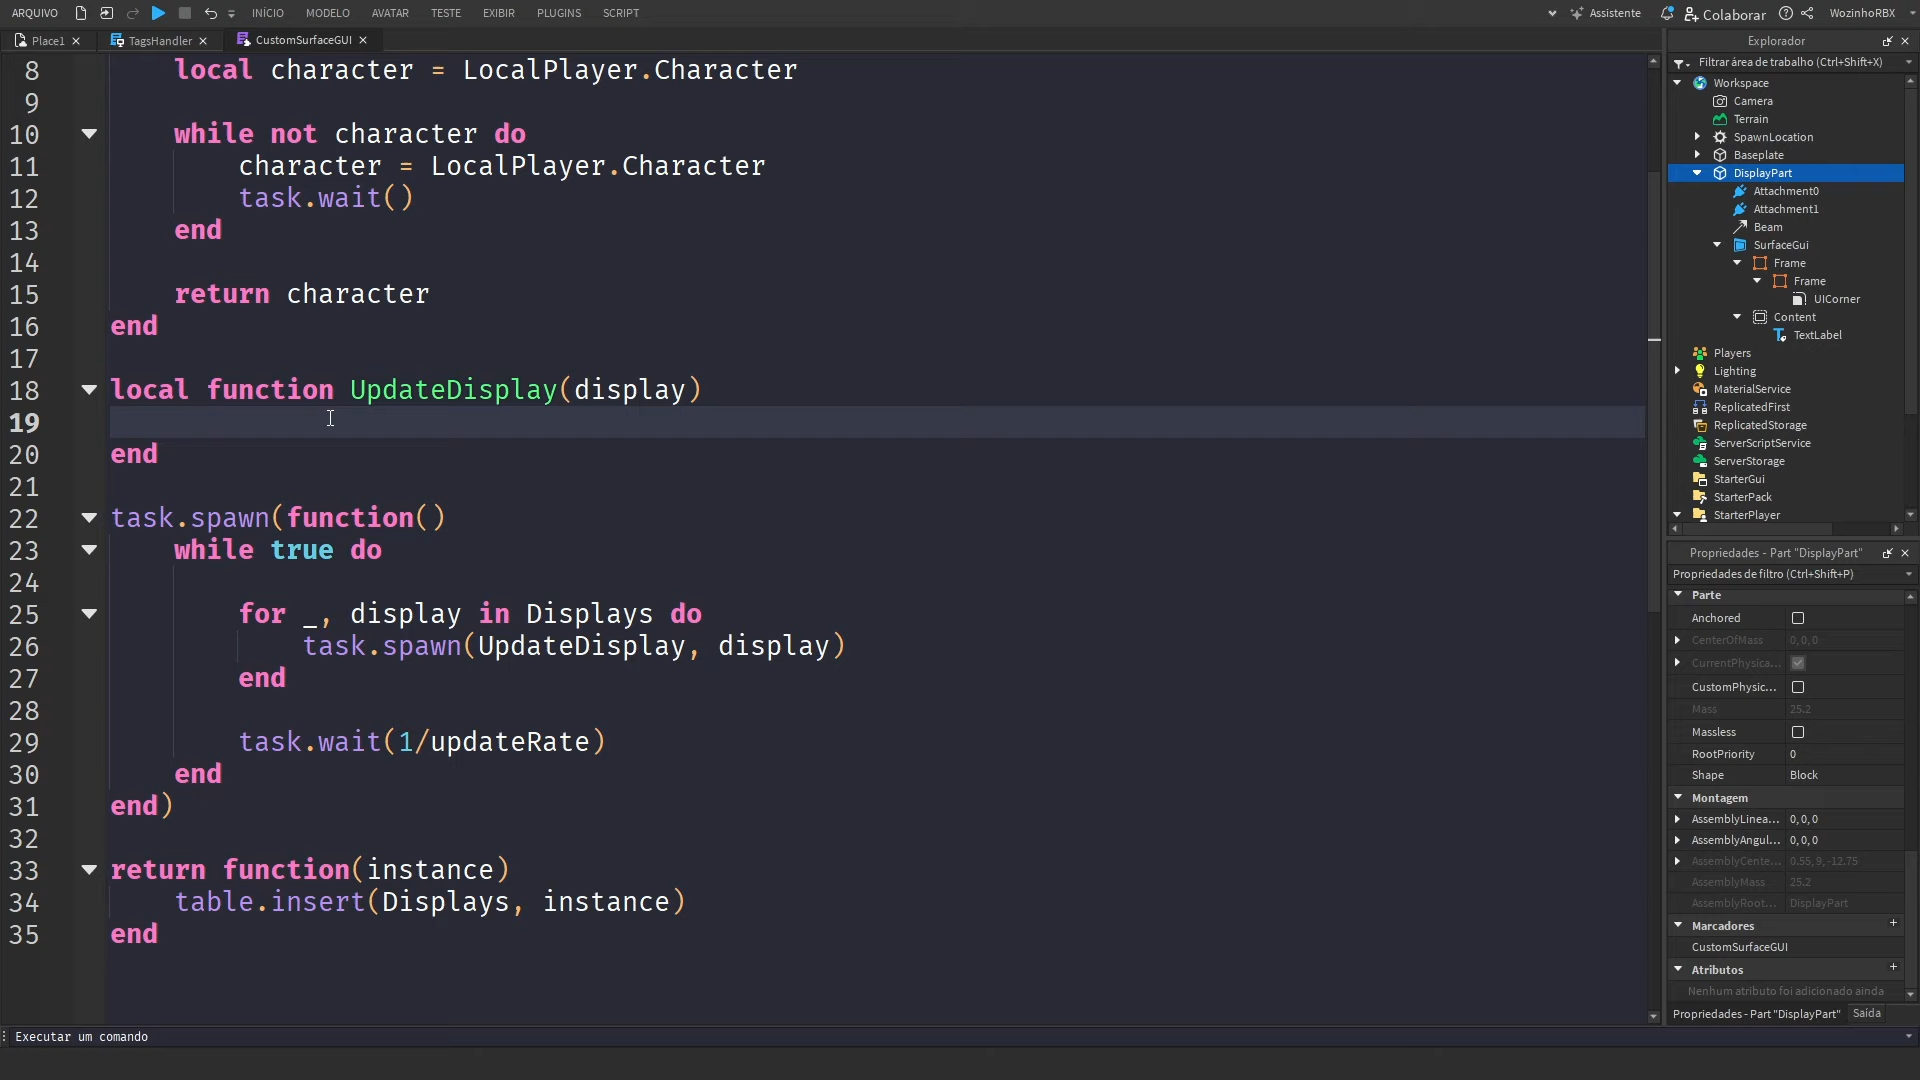 ARQUIVO INÍCIO MODELO AVATAR TESTE EXIBIR PLUGINS SCRIPT Assistente Colaborar WozinhoRBX
Place1 TagsHandler CustomSurfaceGUI
8 local character = LocalPlayer.Character
9
10 while not character do
11 character = LocalPlayer.Character
12 task.wait()
13 end
14
15 return character
16 end
17
18 local function UpdateDisplay(display)
19
20 end
21
22 task.spawn(function()
23 while true do
24
25 for _, display in Displays do
26 task.spawn(UpdateDisplay, display)
27 end
28
29 task.wait(1/updateRate)
30 end
31 end)
32
33 return function(instance)
34 table.insert(Displays, instance)
35 end
Executar um comando
Explorador
Filtrar área de trabalho (Ctrl+Shift+X)
Workspace
Camera
Terrain
SpawnLocation
Baseplate
DisplayPart
Attachment0
Attachment1
Beam
SurfaceGui
Frame
Frame
UICorner
Content
TextLabel
Players
Lighting
MaterialService
ReplicatedFirst
ReplicatedStorage
ServerScriptService
ServerStorage
StarterGui
StarterPack
StarterPlayer
Propriedades - Part "DisplayPart"
Propriedades de filtro (Ctrl+Shift+P)
Parte
Anchored
CenterOfMass 0, 0, 0
CurrentPhysica...
CustomPhysic...
Mass 25.2
Massless
RootPriority 0
Shape Block
Montagem
AssemblyLinea... 0, 0, 0
AssemblyAngul... 0, 0, 0
AssemblyCente... 0.55, 9, -12.75
AssemblyMass 25.2
AssemblyRoot... DisplayPart
Marcadores +
CustomSurfaceGUI
Atributos +
Nenhum atributo foi adicionado ainda
Propriedades - Part "DisplayPart" Saída